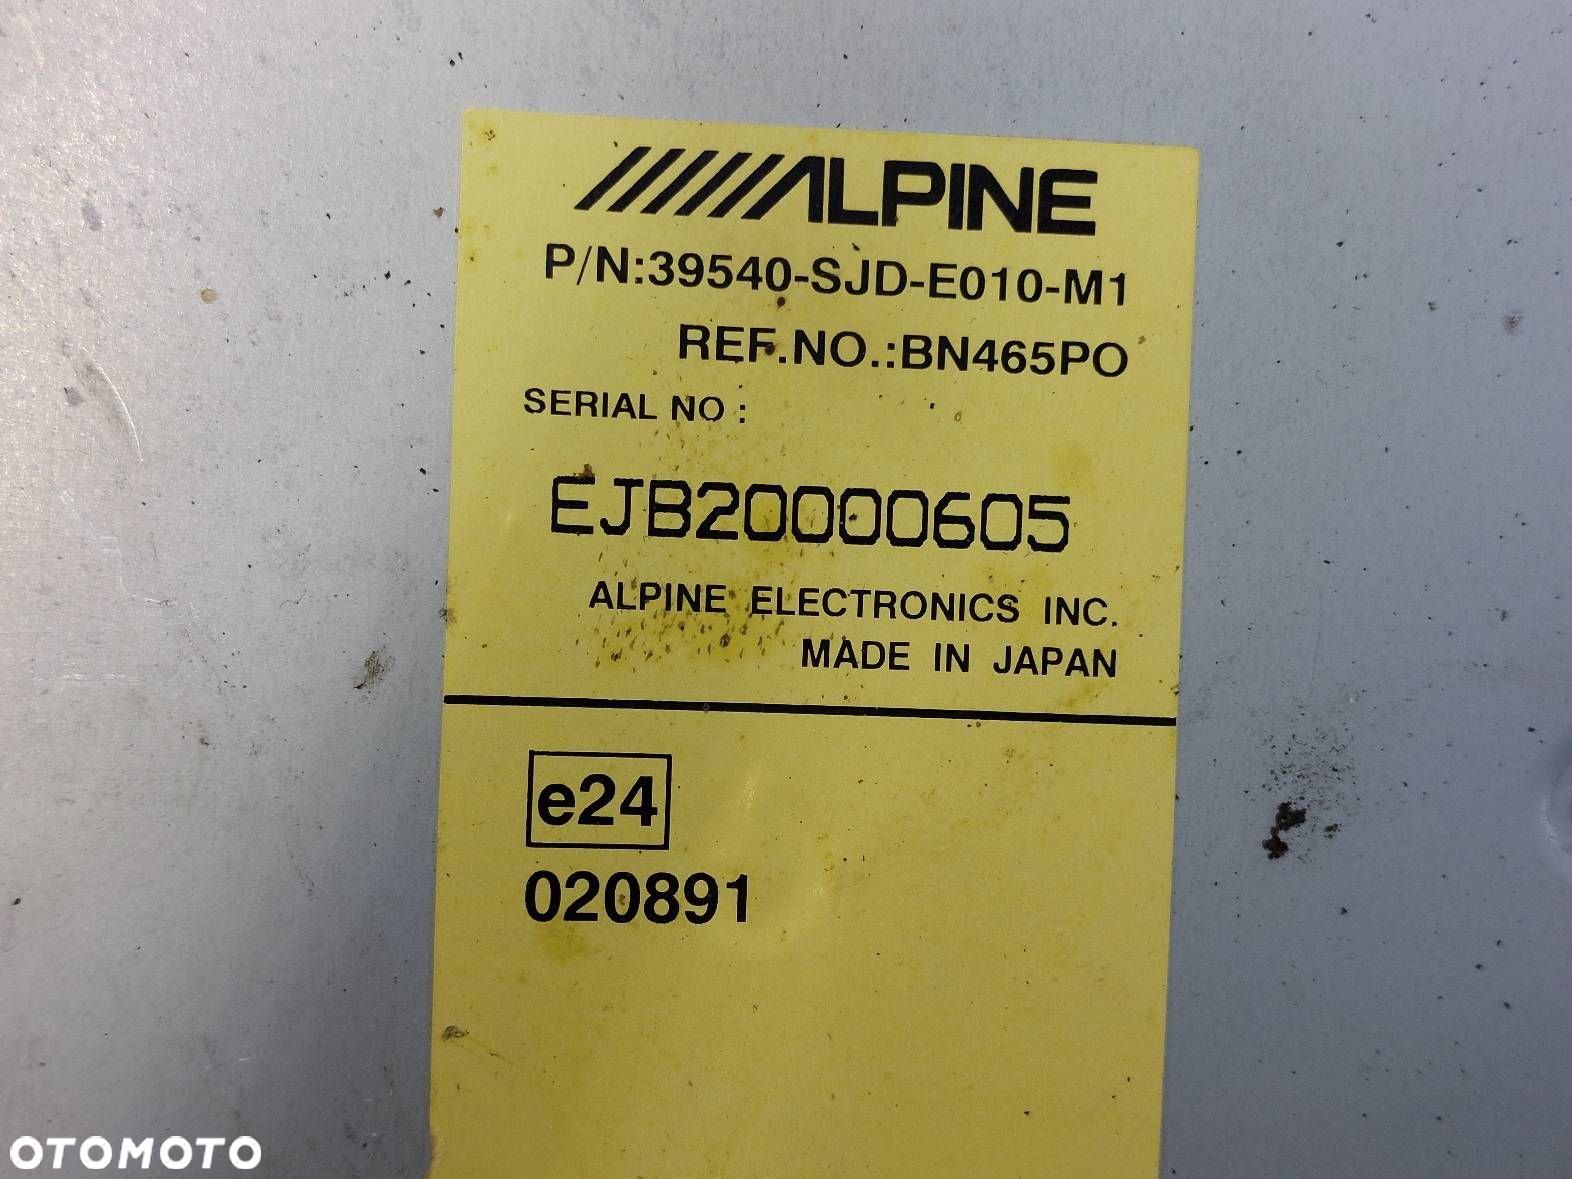 ALPINE
P/N:39540-SJD-E010-M1
REF.NO.:BN465PO
SERIAL NO :
EJB20000605
ALPINE ELECTRONICS INC.
MADE IN JAPAN
e24
020891
OTOMOTO